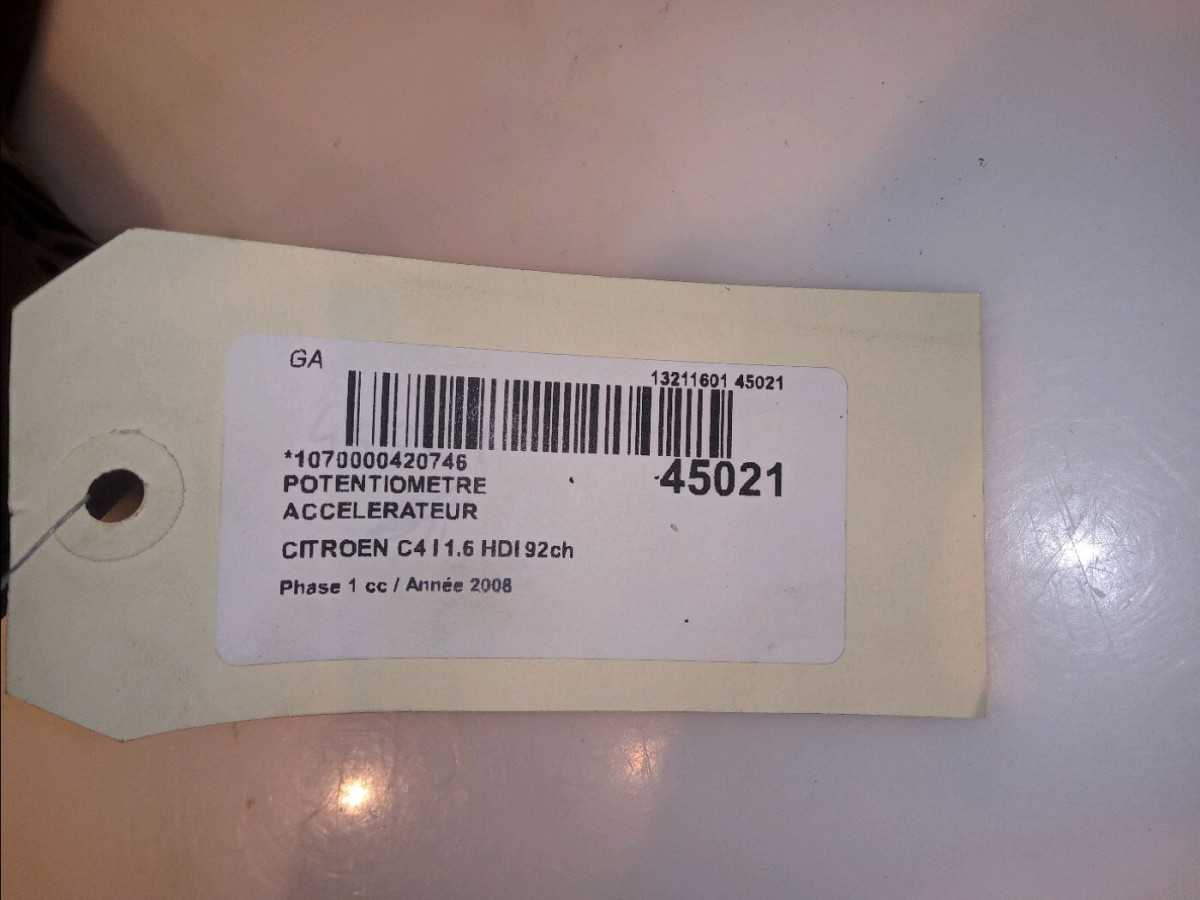 GA
13211601 45021
*1070000420746
45021
POTENTIOMETRE
ACCELERATEUR
CITROEN C4 I 1.6 HDI 92ch
Phase 1 cc / Année 2008